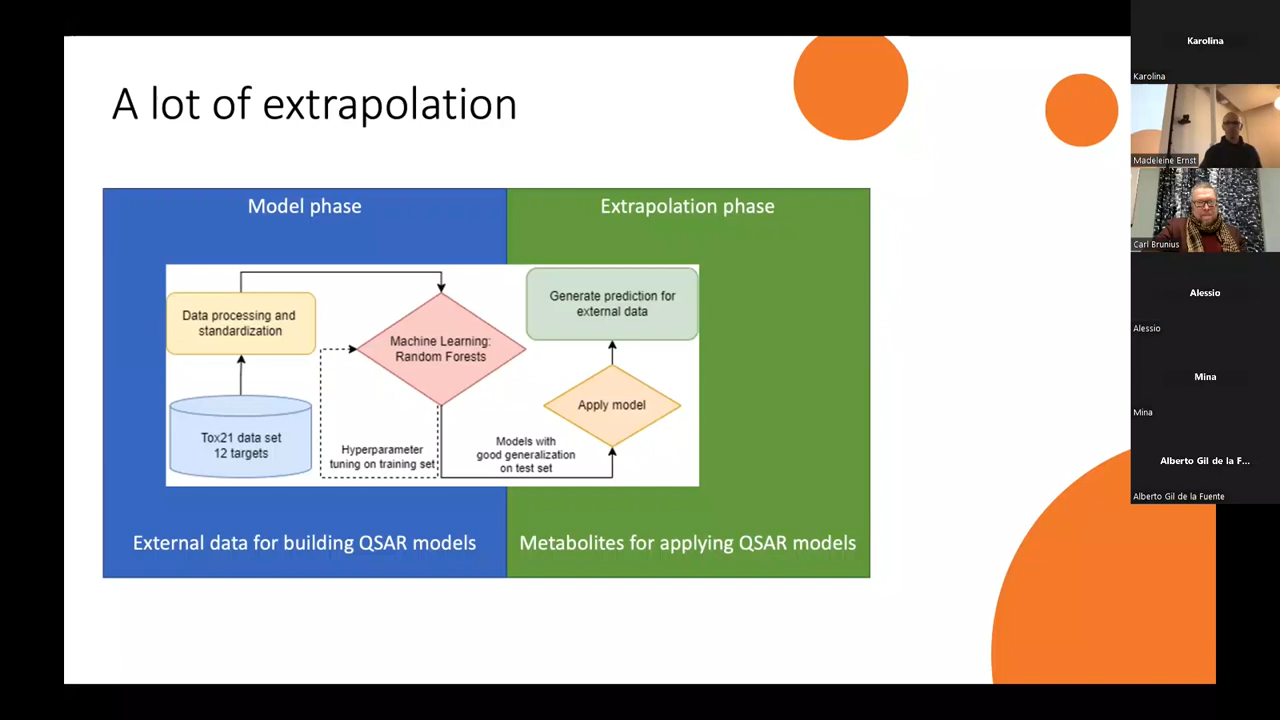 A lot of extrapolation
Model phase
Extrapolation phase
Data processing and
standardization
Machine Learning:
Random Forests
Generate prediction for
external data
Apply model
Tox21 data set
12 targets
Hyperparameter
tuning on training set
Models with
good generalization
on test set
External data for building QSAR models
Metabolites for applying QSAR models
Karolina
Karolina
Madeleine Ernst
Carl Brunius
Alessio
Alessio
Mina
Mina
Alberto Gil de la F...
Alberto Gil de la Fuente